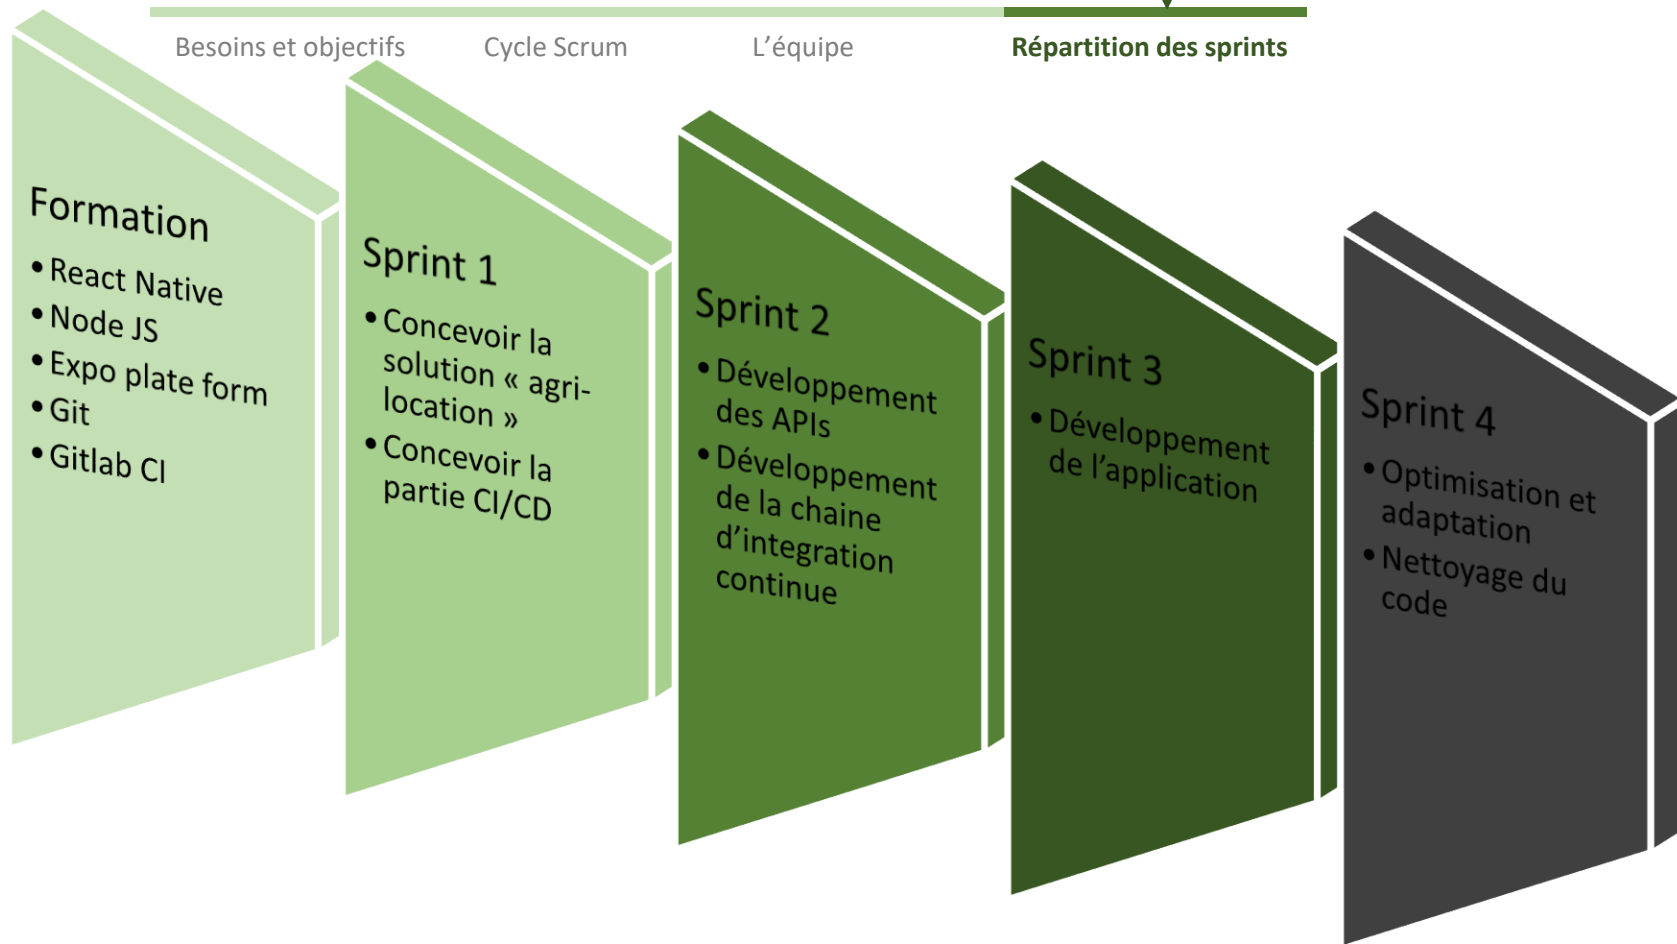 Besoins et objectifs
Cycle Scrum
L’équipe
Répartition des sprints
Formation
• React Native
• Node JS
• Expo plate form
• Git
• Gitlab CI
Sprint 1
• Concevoir la
solution « agri-
location »
• Concevoir la
partie CI/CD
Sprint 2
• Développement
des APIs
• Développement
de la chaine
d’integration
continue
Sprint 3
• Développement
de l’application
Sprint 4
• Optimisation et
adaptation
• Nettoyage du
code